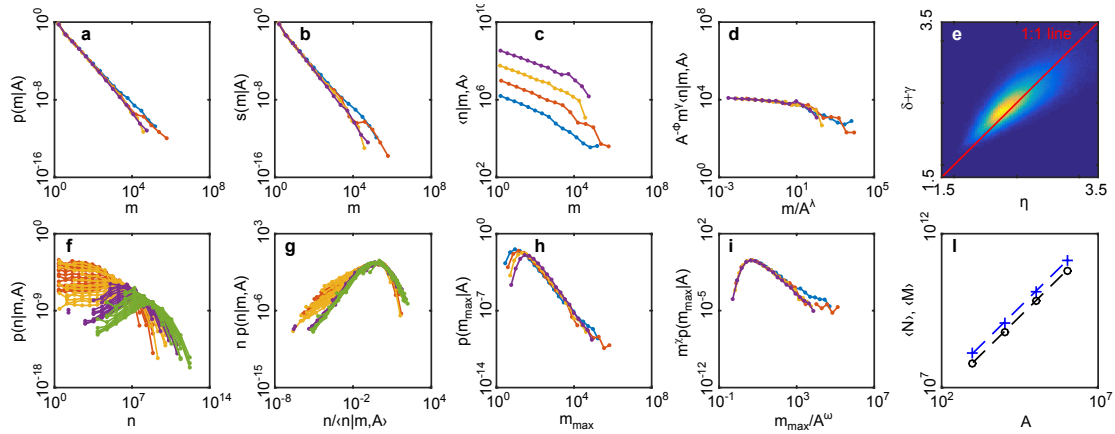 a
p(m|A)
10^0
10^-8
10^-16
10^0
10^4
10^8
m
b
s(m|A)
10^0
10^-8
10^-16
10^0
10^4
10^8
m
c
⟨n|m,A⟩
10^10
10^6
10^2
10^0
10^4
10^8
m
d
A^-Φ m^γ⟨n|m,A⟩
10^8
10^4
10^0
10^-3
10^1
10^5
m/A^λ
e
1:1 line
δ+γ
3.5
1.5
1.5
3.5
η
f
p(n|m,A)
10^0
10^-9
10^-18
10^0
10^7
10^14
n
g
n p(n|m,A)
10^3
10^-6
10^-15
10^-8
10^-2
10^4
n/⟨n|m,A⟩
h
p(m_max|A)
10^0
10^-7
10^-14
10^0
10^4
10^8
m_max
i
m^χ p(m_max|A)
10^2
10^-5
10^-12
10^-1
10^3
10^7
m_max/A^ω
l
⟨N⟩, ⟨M⟩
10^12
10^7
10^2
10^7
A